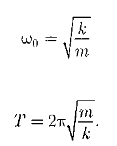 ω₀ = √(k/m)
T = 2π√(m/k).